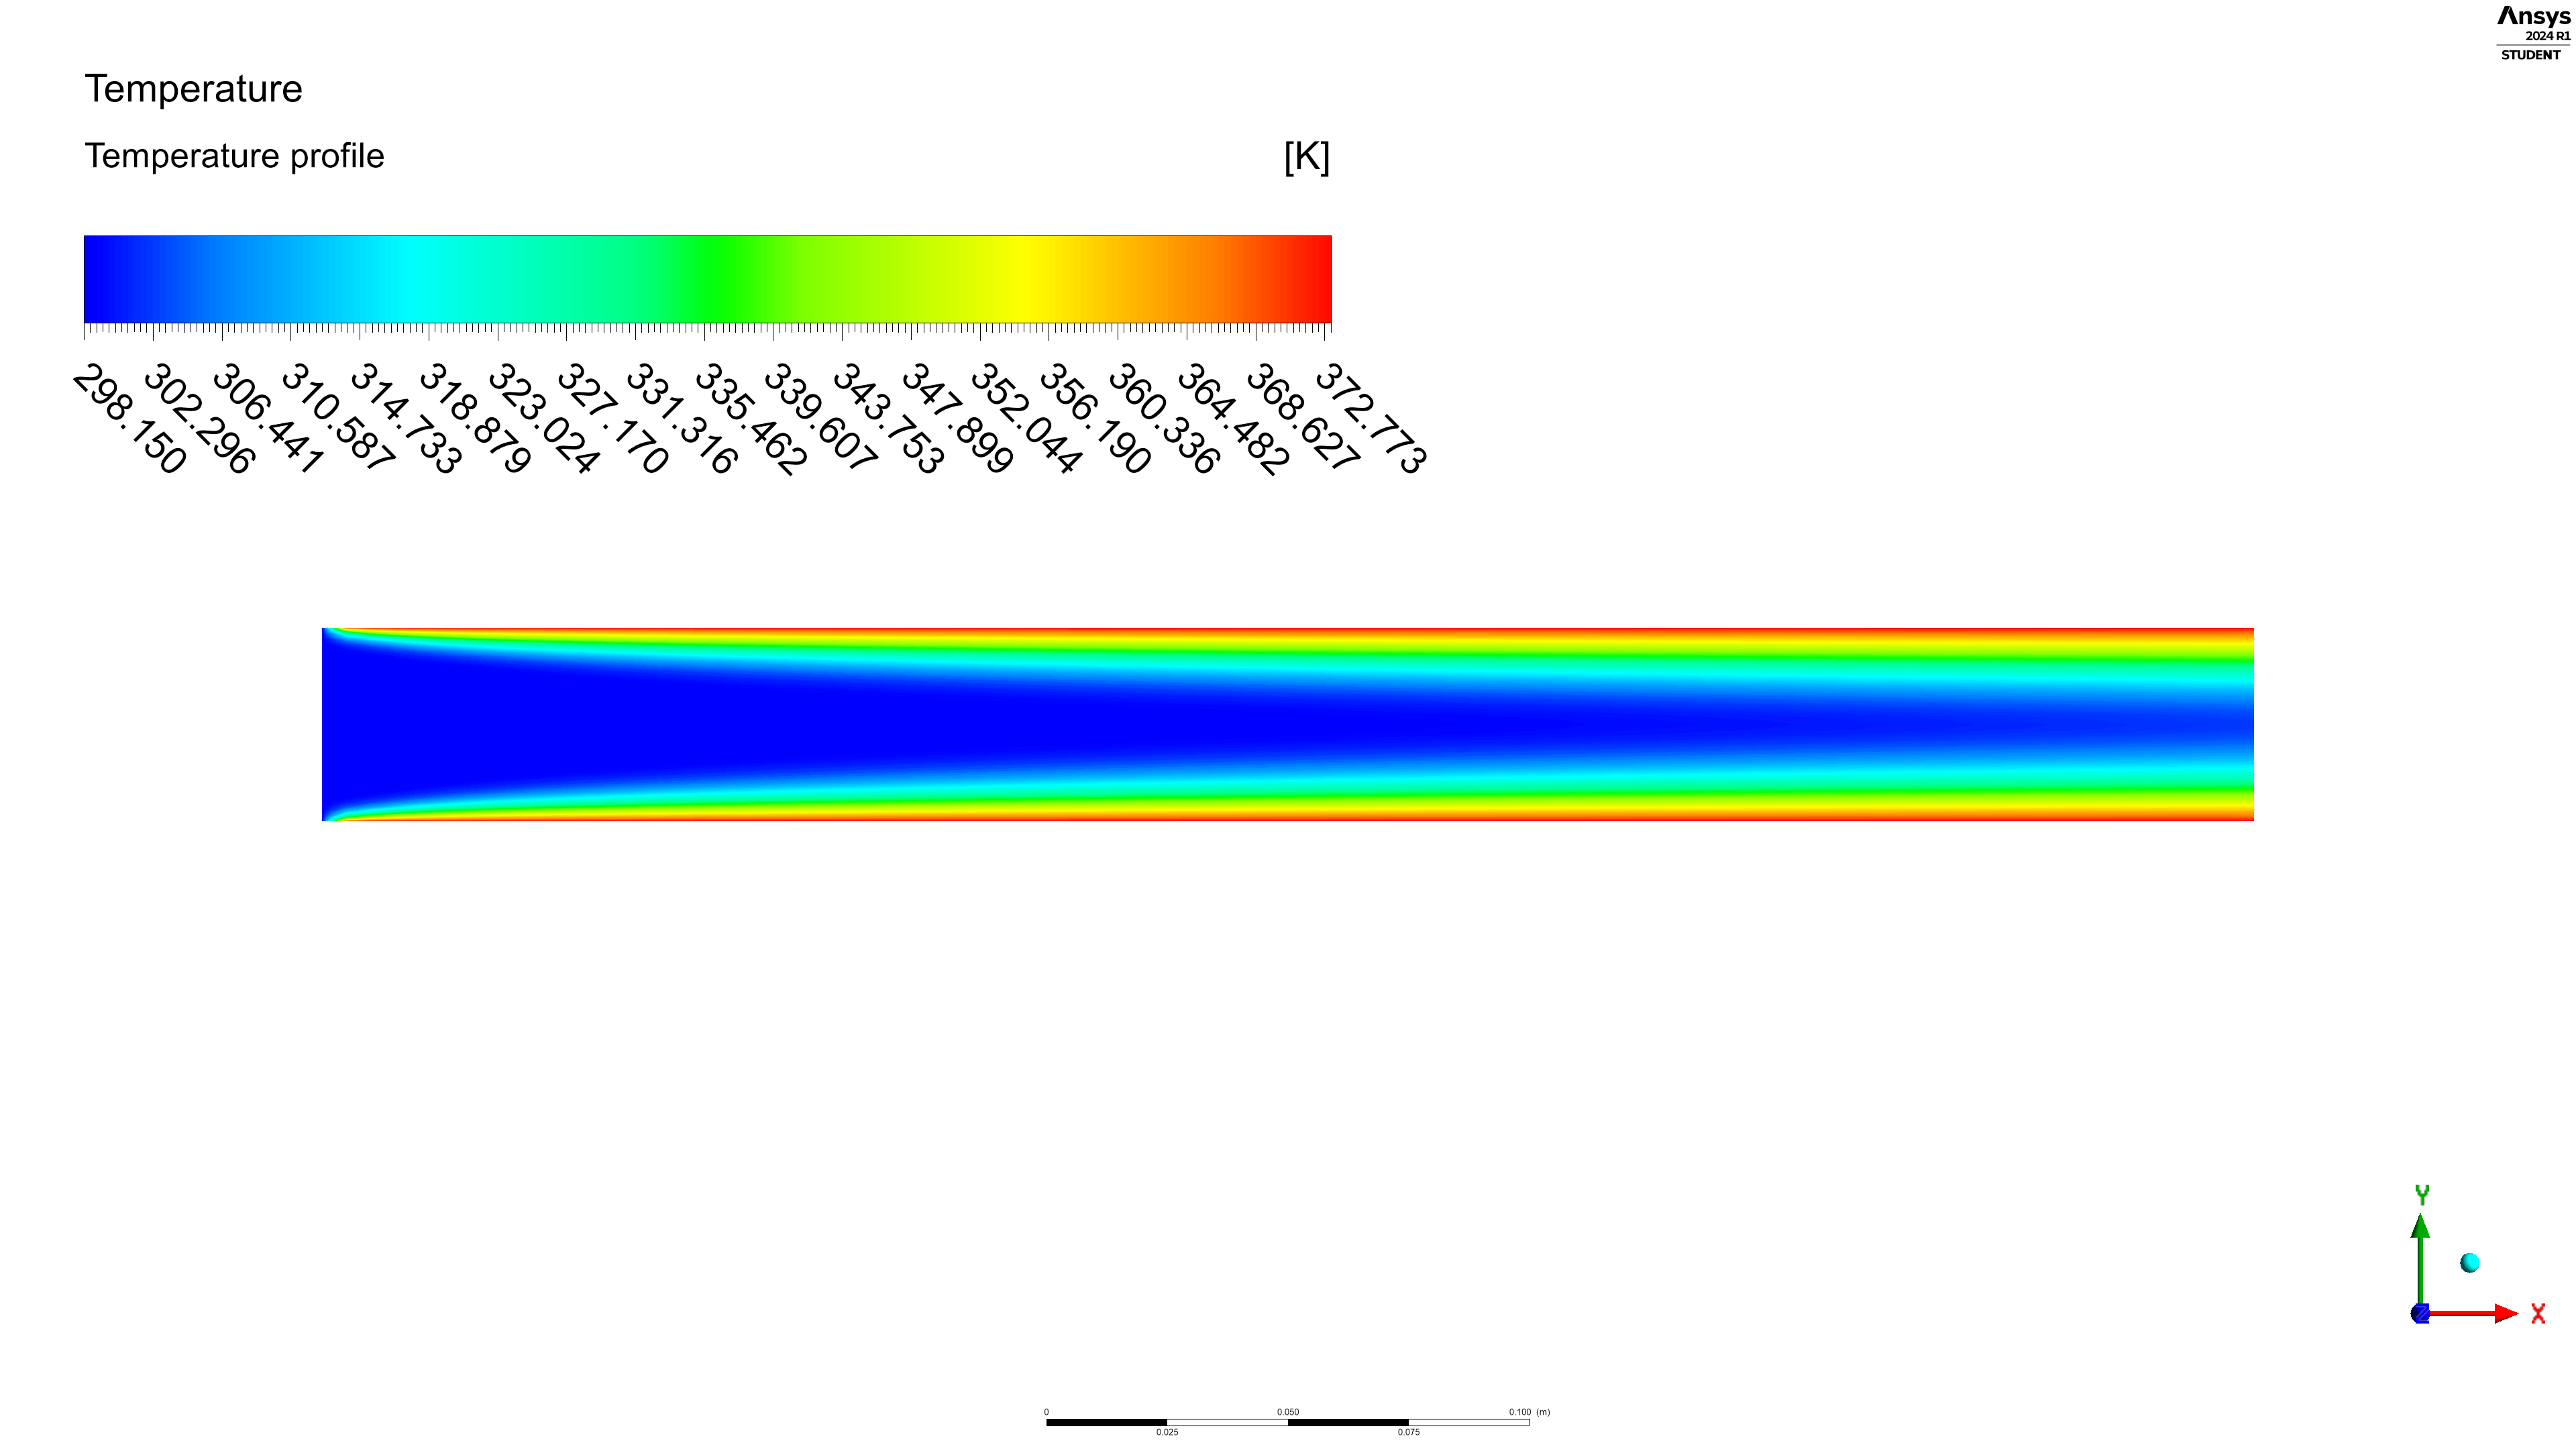 Ansys
2024 R1
STUDENT
Temperature
Temperature profile [K]
298.150 302.296 306.441 310.587 314.733 318.879 323.024 327.170 331.316 335.462 339.607 343.753 347.899 352.044 356.190 360.336 364.482 368.627 372.773
Y
Z X
0 0.050 0.100 (m)
0.025 0.075